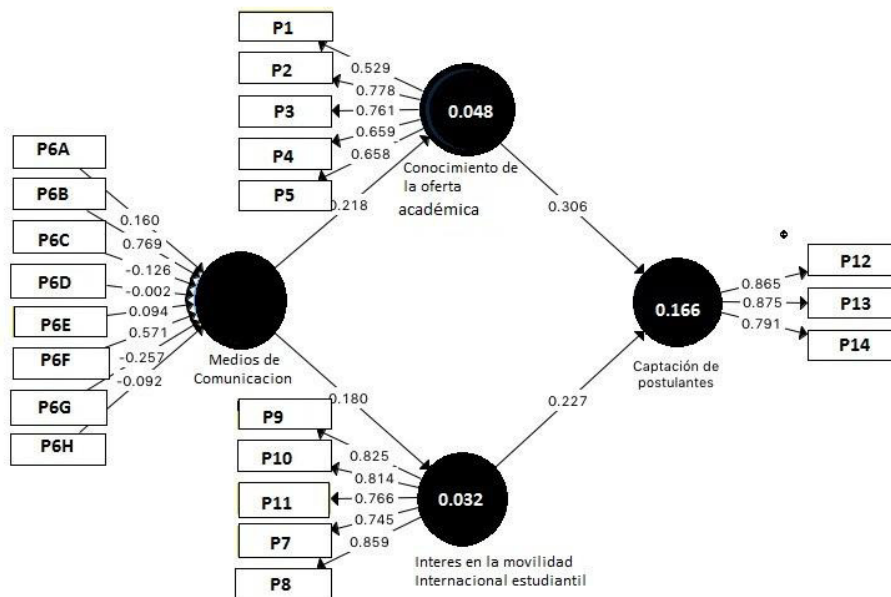 P1
P2
P3
P4
P5
0.529
0.778
0.761
0.659
0.658
0.048
Conocimiento de
la oferta
académica
P6A
P6B
P6C
P6D
P6E
P6F
P6G
P6H
0.160
0.769
-0.126
-0.002
0.094
0.571
-0.257
-0.092
Medios de
Comunicacion
0.218
0.306
0.180
0.227
0.166
Captación de
postulantes
0.865
0.875
0.791
P12
P13
P14
P9
P10
P11
P7
P8
0.825
0.814
0.766
0.745
0.859
0.032
Interes en la movilidad
Internacional estudiantil